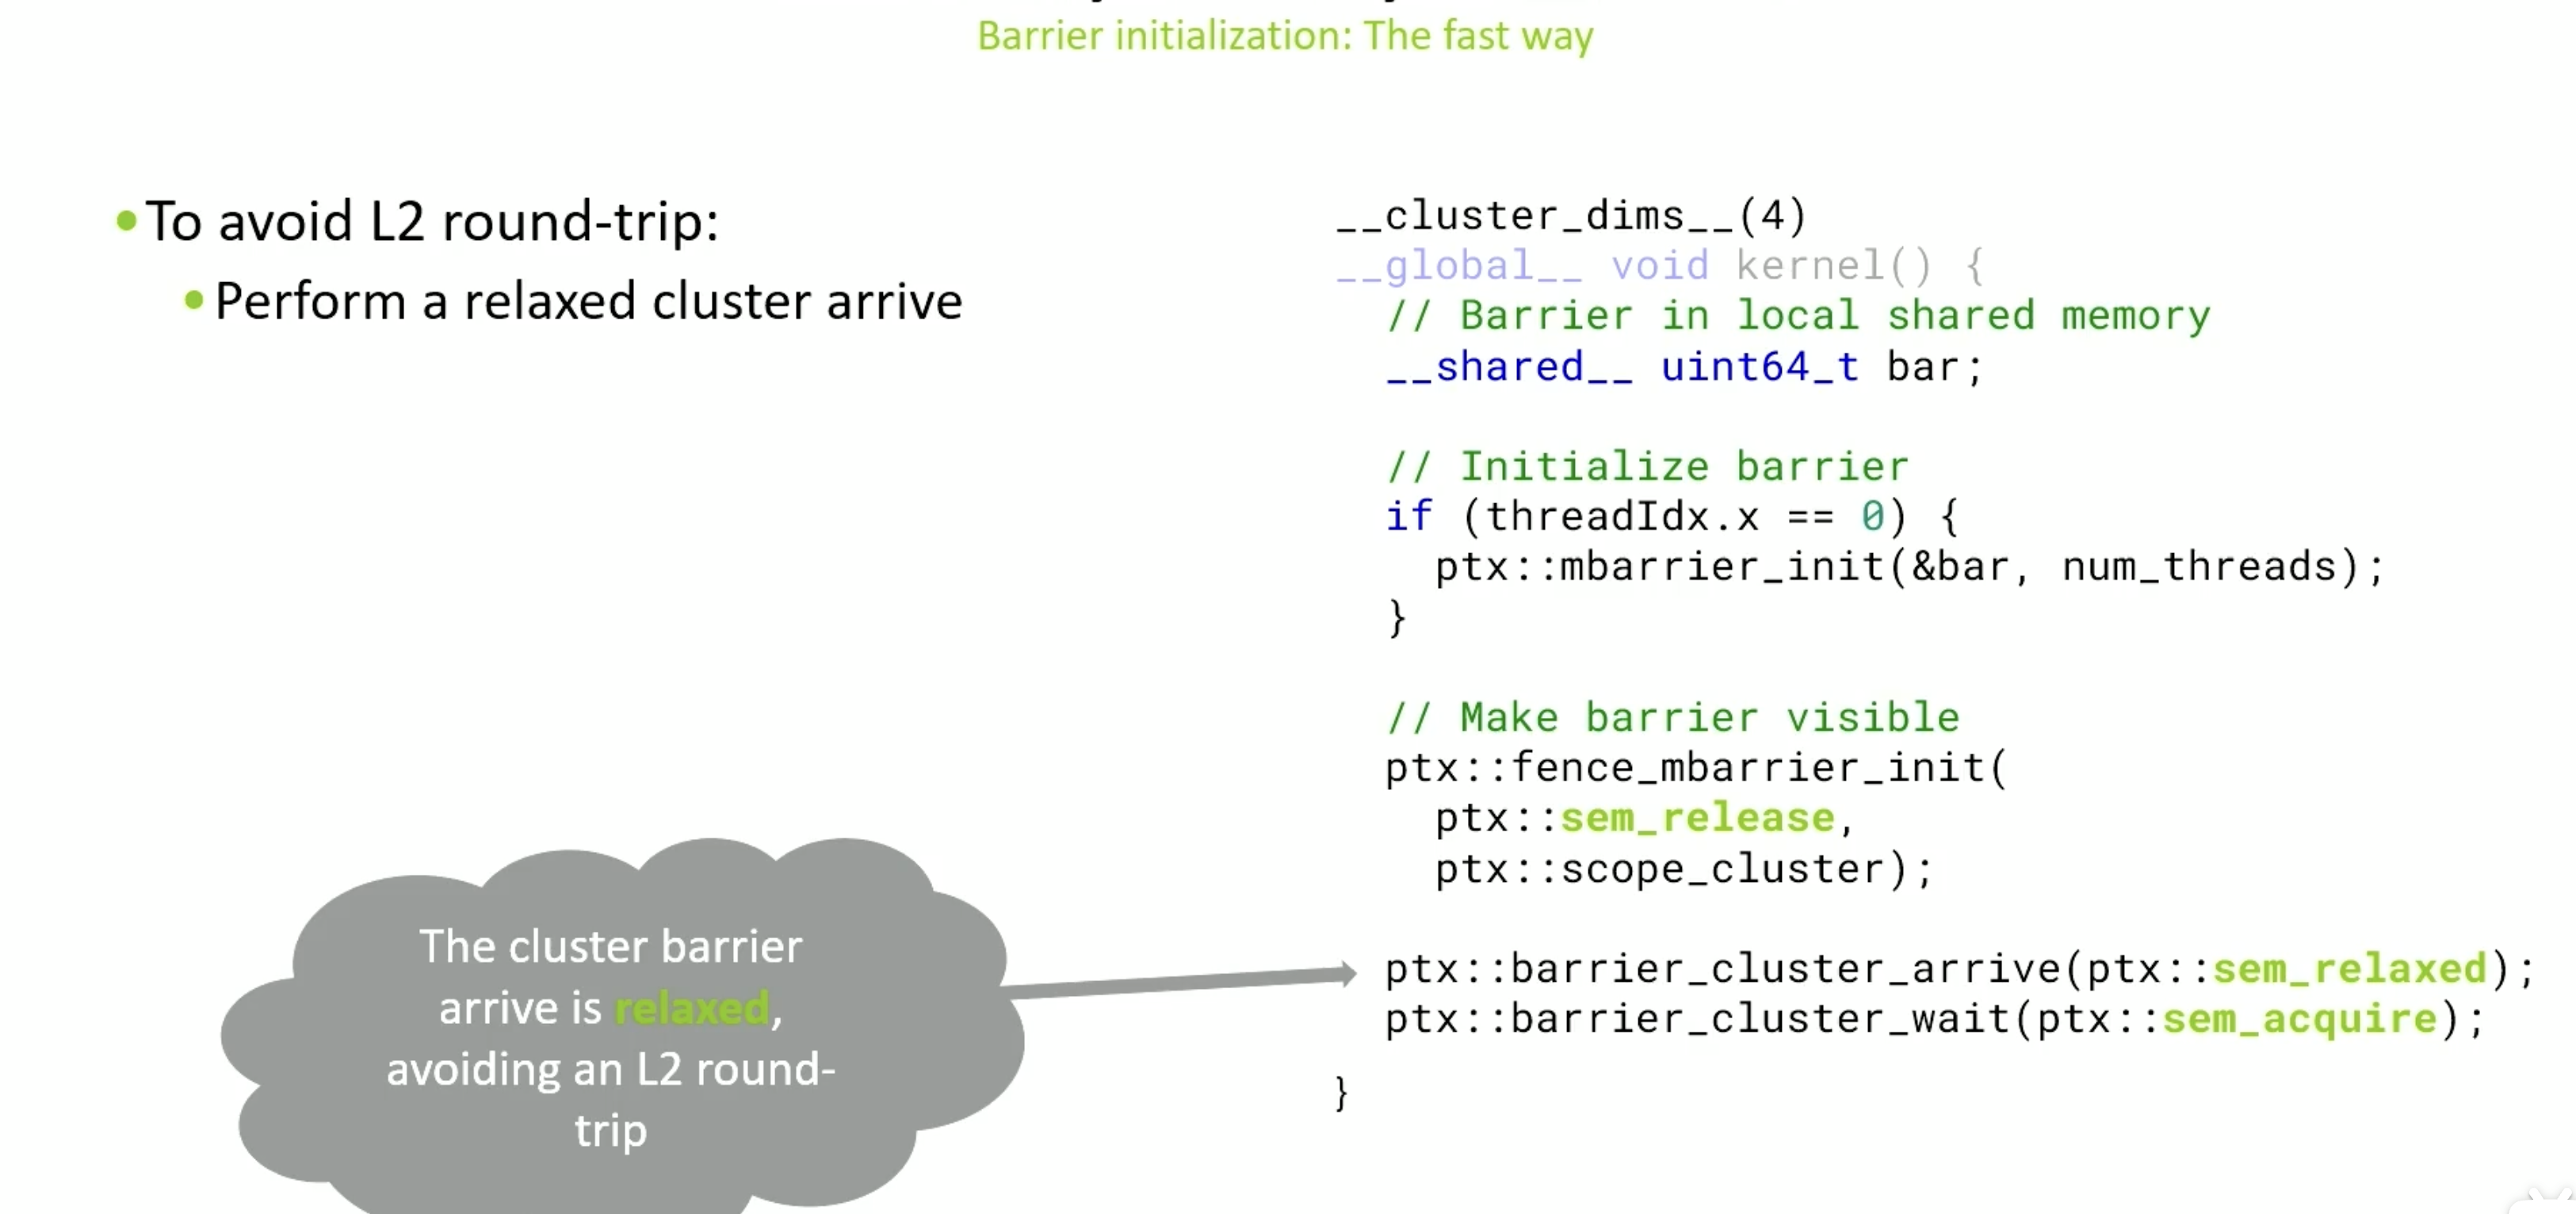 Barrier initialization: The fast way
To avoid L2 round-trip:
Perform a relaxed cluster arrive
__cluster_dims__(4)
__global__ void kernel() {
// Barrier in local shared memory
__shared__ uint64_t bar;
// Initialize barrier
if (threadIdx.x == 0) {
ptx::mbarrier_init(&bar, num_threads);
}
// Make barrier visible
ptx::fence_mbarrier_init(
ptx::sem_release,
ptx::scope_cluster);
ptx::barrier_cluster_arrive(ptx::sem_relaxed);
ptx::barrier_cluster_wait(ptx::sem_acquire);
}
The cluster barrier
arrive is relaxed,
avoiding an L2 round-
trip